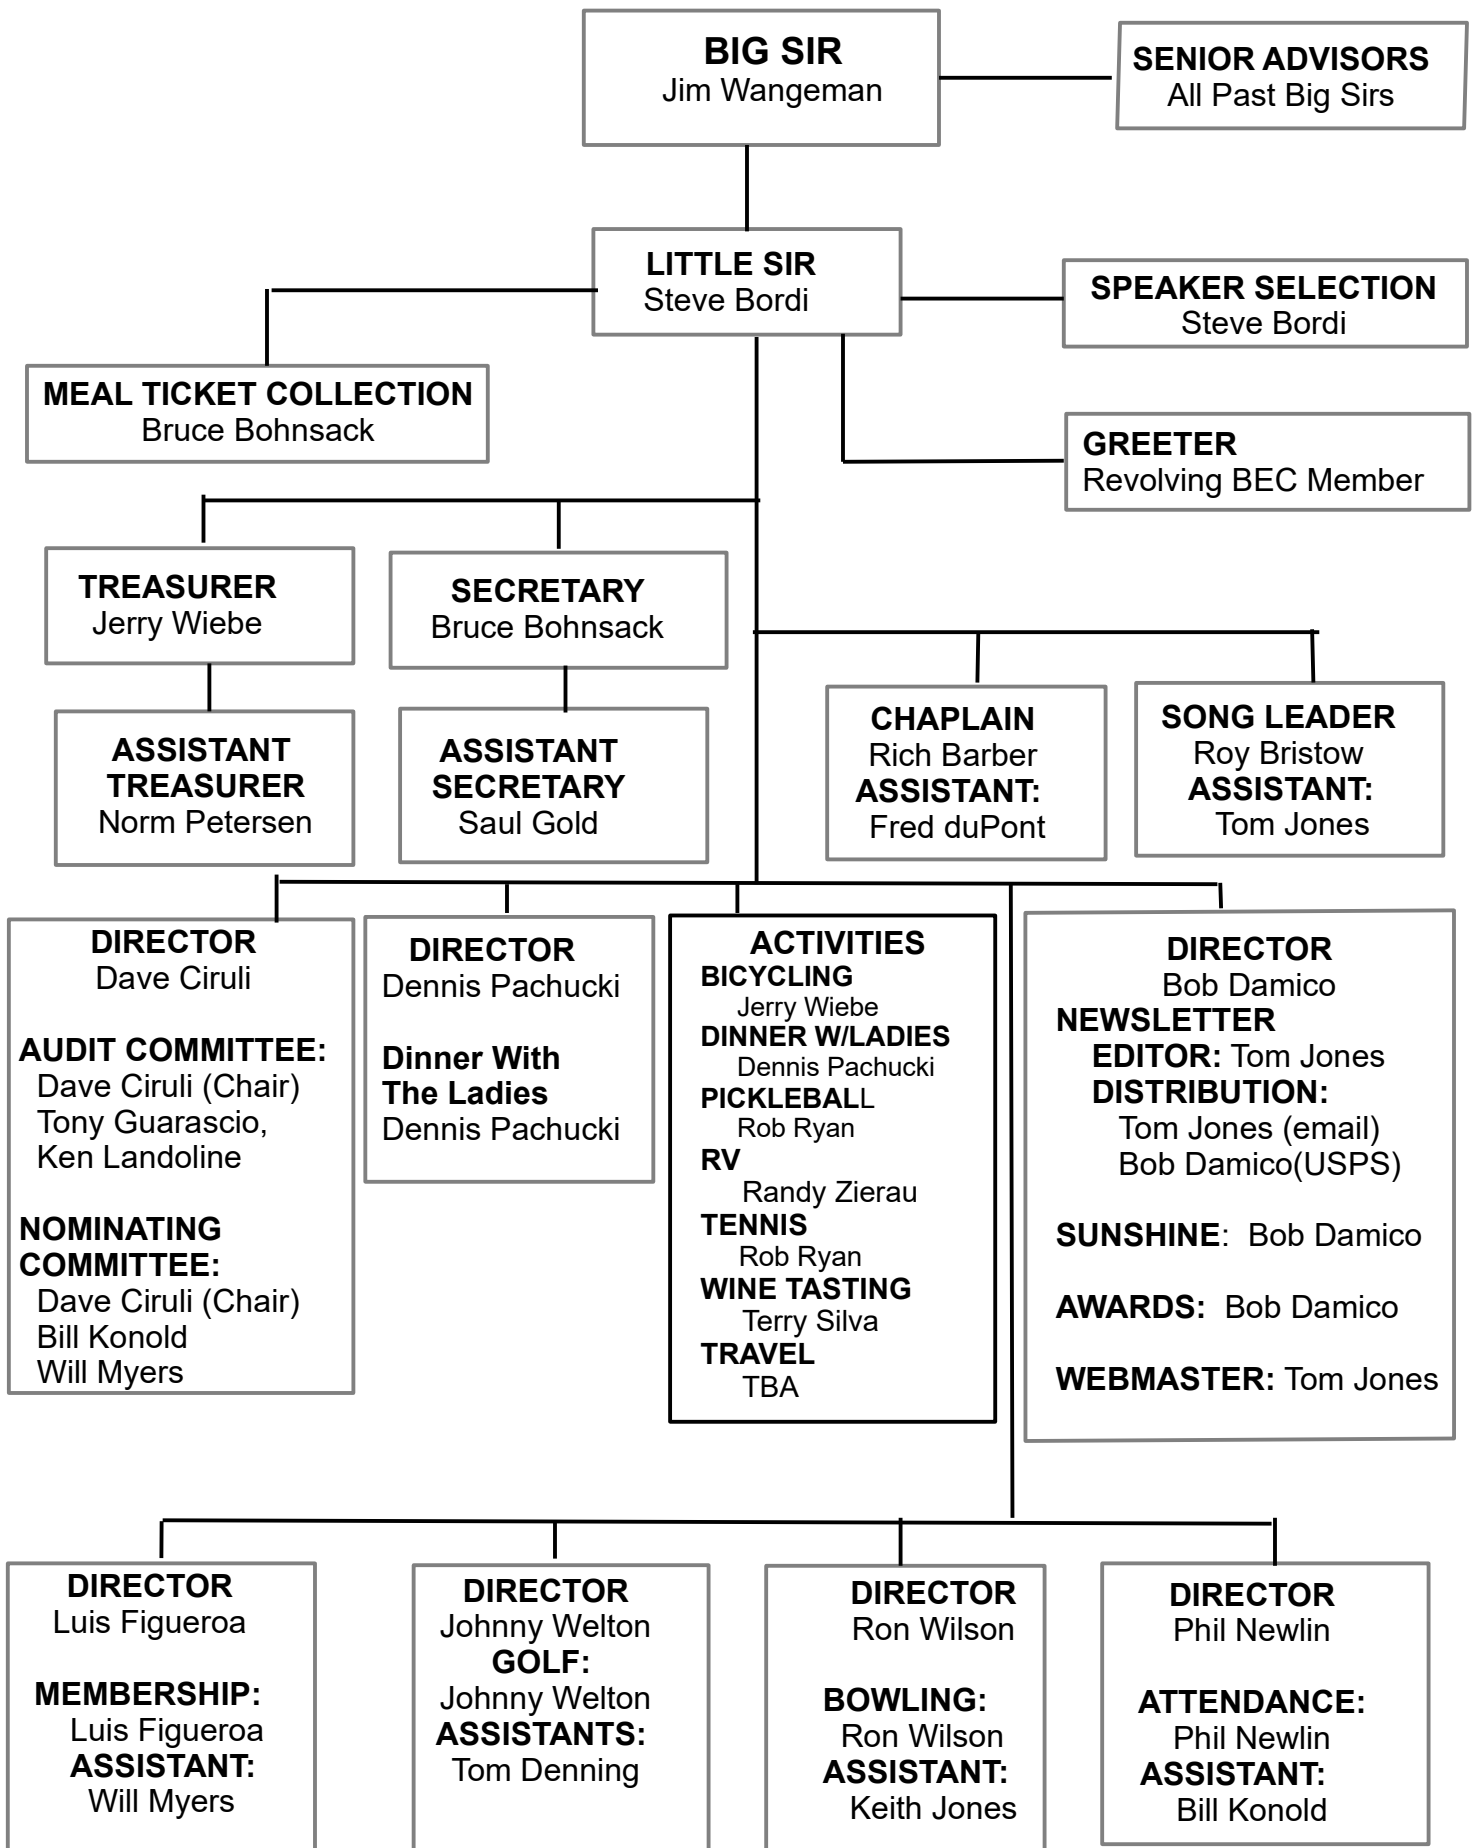 BIG SIR
Jim Wangeman
SENIOR ADVISORS
All Past Big Sirs
LITTLE SIR
Steve Bordi
SPEAKER SELECTION
Steve Bordi
MEAL TICKET COLLECTION
Bruce Bohnsack
GREETER
Revolving BEC Member
TREASURER
Jerry Wiebe
SECRETARY
Bruce Bohnsack
ASSISTANT
TREASURER
Norm Petersen
ASSISTANT
SECRETARY
Saul Gold
CHAPLAIN
Rich Barber
ASSISTANT:
Fred duPont
SONG LEADER
Roy Bristow
ASSISTANT:
Tom Jones
DIRECTOR
Dave Ciruli
AUDIT COMMITTEE:
Dave Ciruli (Chair)
Tony Guarascio,
Ken Landoline
NOMINATING
COMMITTEE:
Dave Ciruli (Chair)
Bill Konold
Will Myers
DIRECTOR
Dennis Pachucki
Dinner With
The Ladies
Dennis Pachucki
ACTIVITIES
BICYCLING
Jerry Wiebe
DINNER W/LADIES
Dennis Pachucki
PICKLEBALL
Rob Ryan
RV
Randy Zierau
TENNIS
Rob Ryan
WINE TASTING
Terry Silva
TRAVEL
TBA
DIRECTOR
Bob Damico
NEWSLETTER
EDITOR: Tom Jones
DISTRIBUTION:
Tom Jones (email)
Bob Damico(USPS)
SUNSHINE: Bob Damico
AWARDS: Bob Damico
WEBMASTER: Tom Jones
DIRECTOR
Luis Figueroa
MEMBERSHIP:
Luis Figueroa
ASSISTANT:
Will Myers
DIRECTOR
Johnny Welton
GOLF:
Johnny Welton
ASSISTANTS:
Tom Denning
DIRECTOR
Ron Wilson
BOWLING:
Ron Wilson
ASSISTANT:
Keith Jones
DIRECTOR
Phil Newlin
ATTENDANCE:
Phil Newlin
ASSISTANT:
Bill Konold